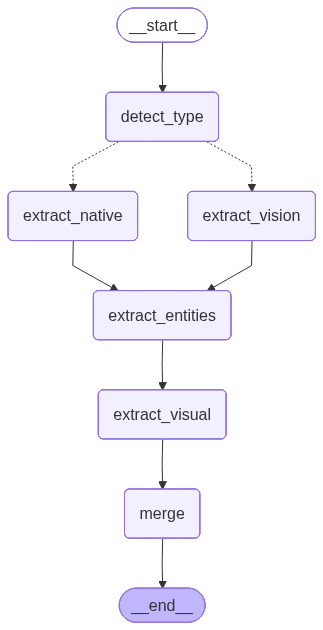 __start__
detect_type
extract_native
extract_vision
extract_entities
extract_visual
merge
__end__